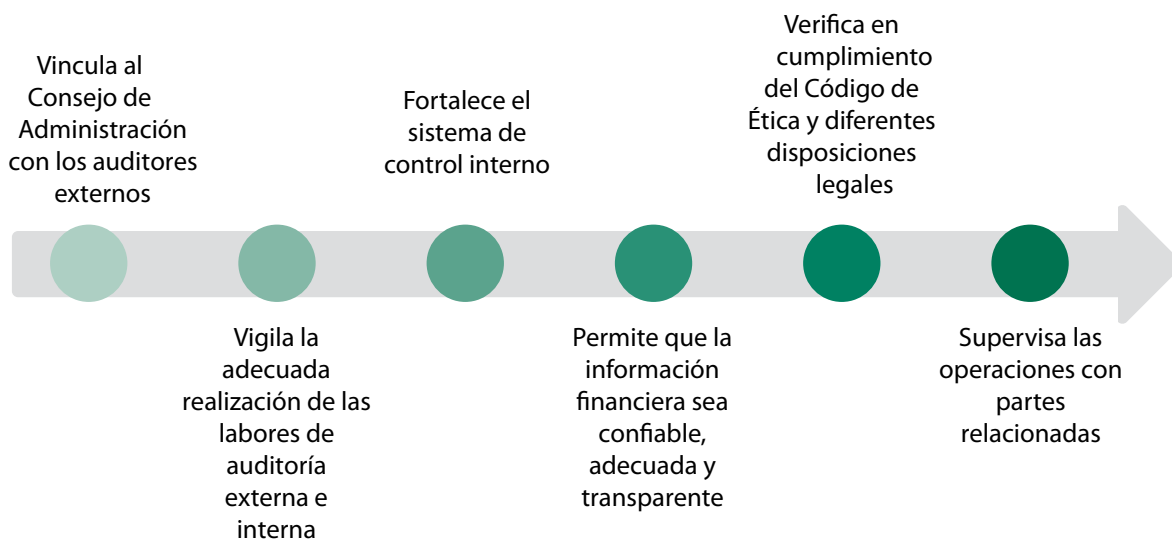 Vincula al
Consejo de
Administración
con los auditores
externos
Vigila la
adecuada
realización de las
labores de
auditoría
externa e
interna
Fortalece el
sistema de
control interno
Permite que la
información
financiera sea
confiable,
adecuada y
transparente
Verifica en
cumplimiento
del Código de
Ética y diferentes
disposiciones
legales
Supervisa las
operaciones con
partes
relacionadas